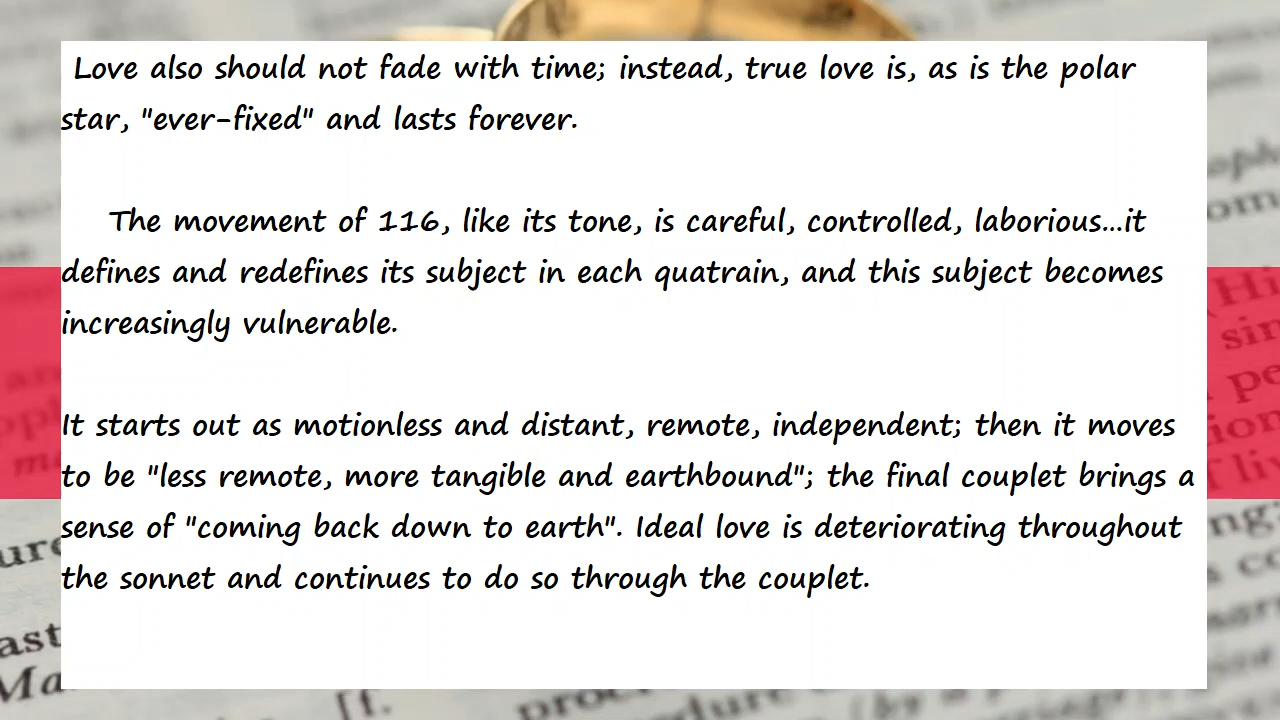 Love also should not fade with time; instead, true love is, as is the polar
star, "ever-fixed" and lasts forever.
The movement of 116, like its tone, is careful, controlled, laborious...it
defines and redefines its subject in each quatrain, and this subject becomes
increasingly vulnerable.
It starts out as motionless and distant, remote, independent; then it moves
to be "less remote, more tangible and earthbound"; the final couplet brings a
sense of "coming back down to earth". Ideal love is deteriorating throughout
the sonnet and continues to do so through the couplet.